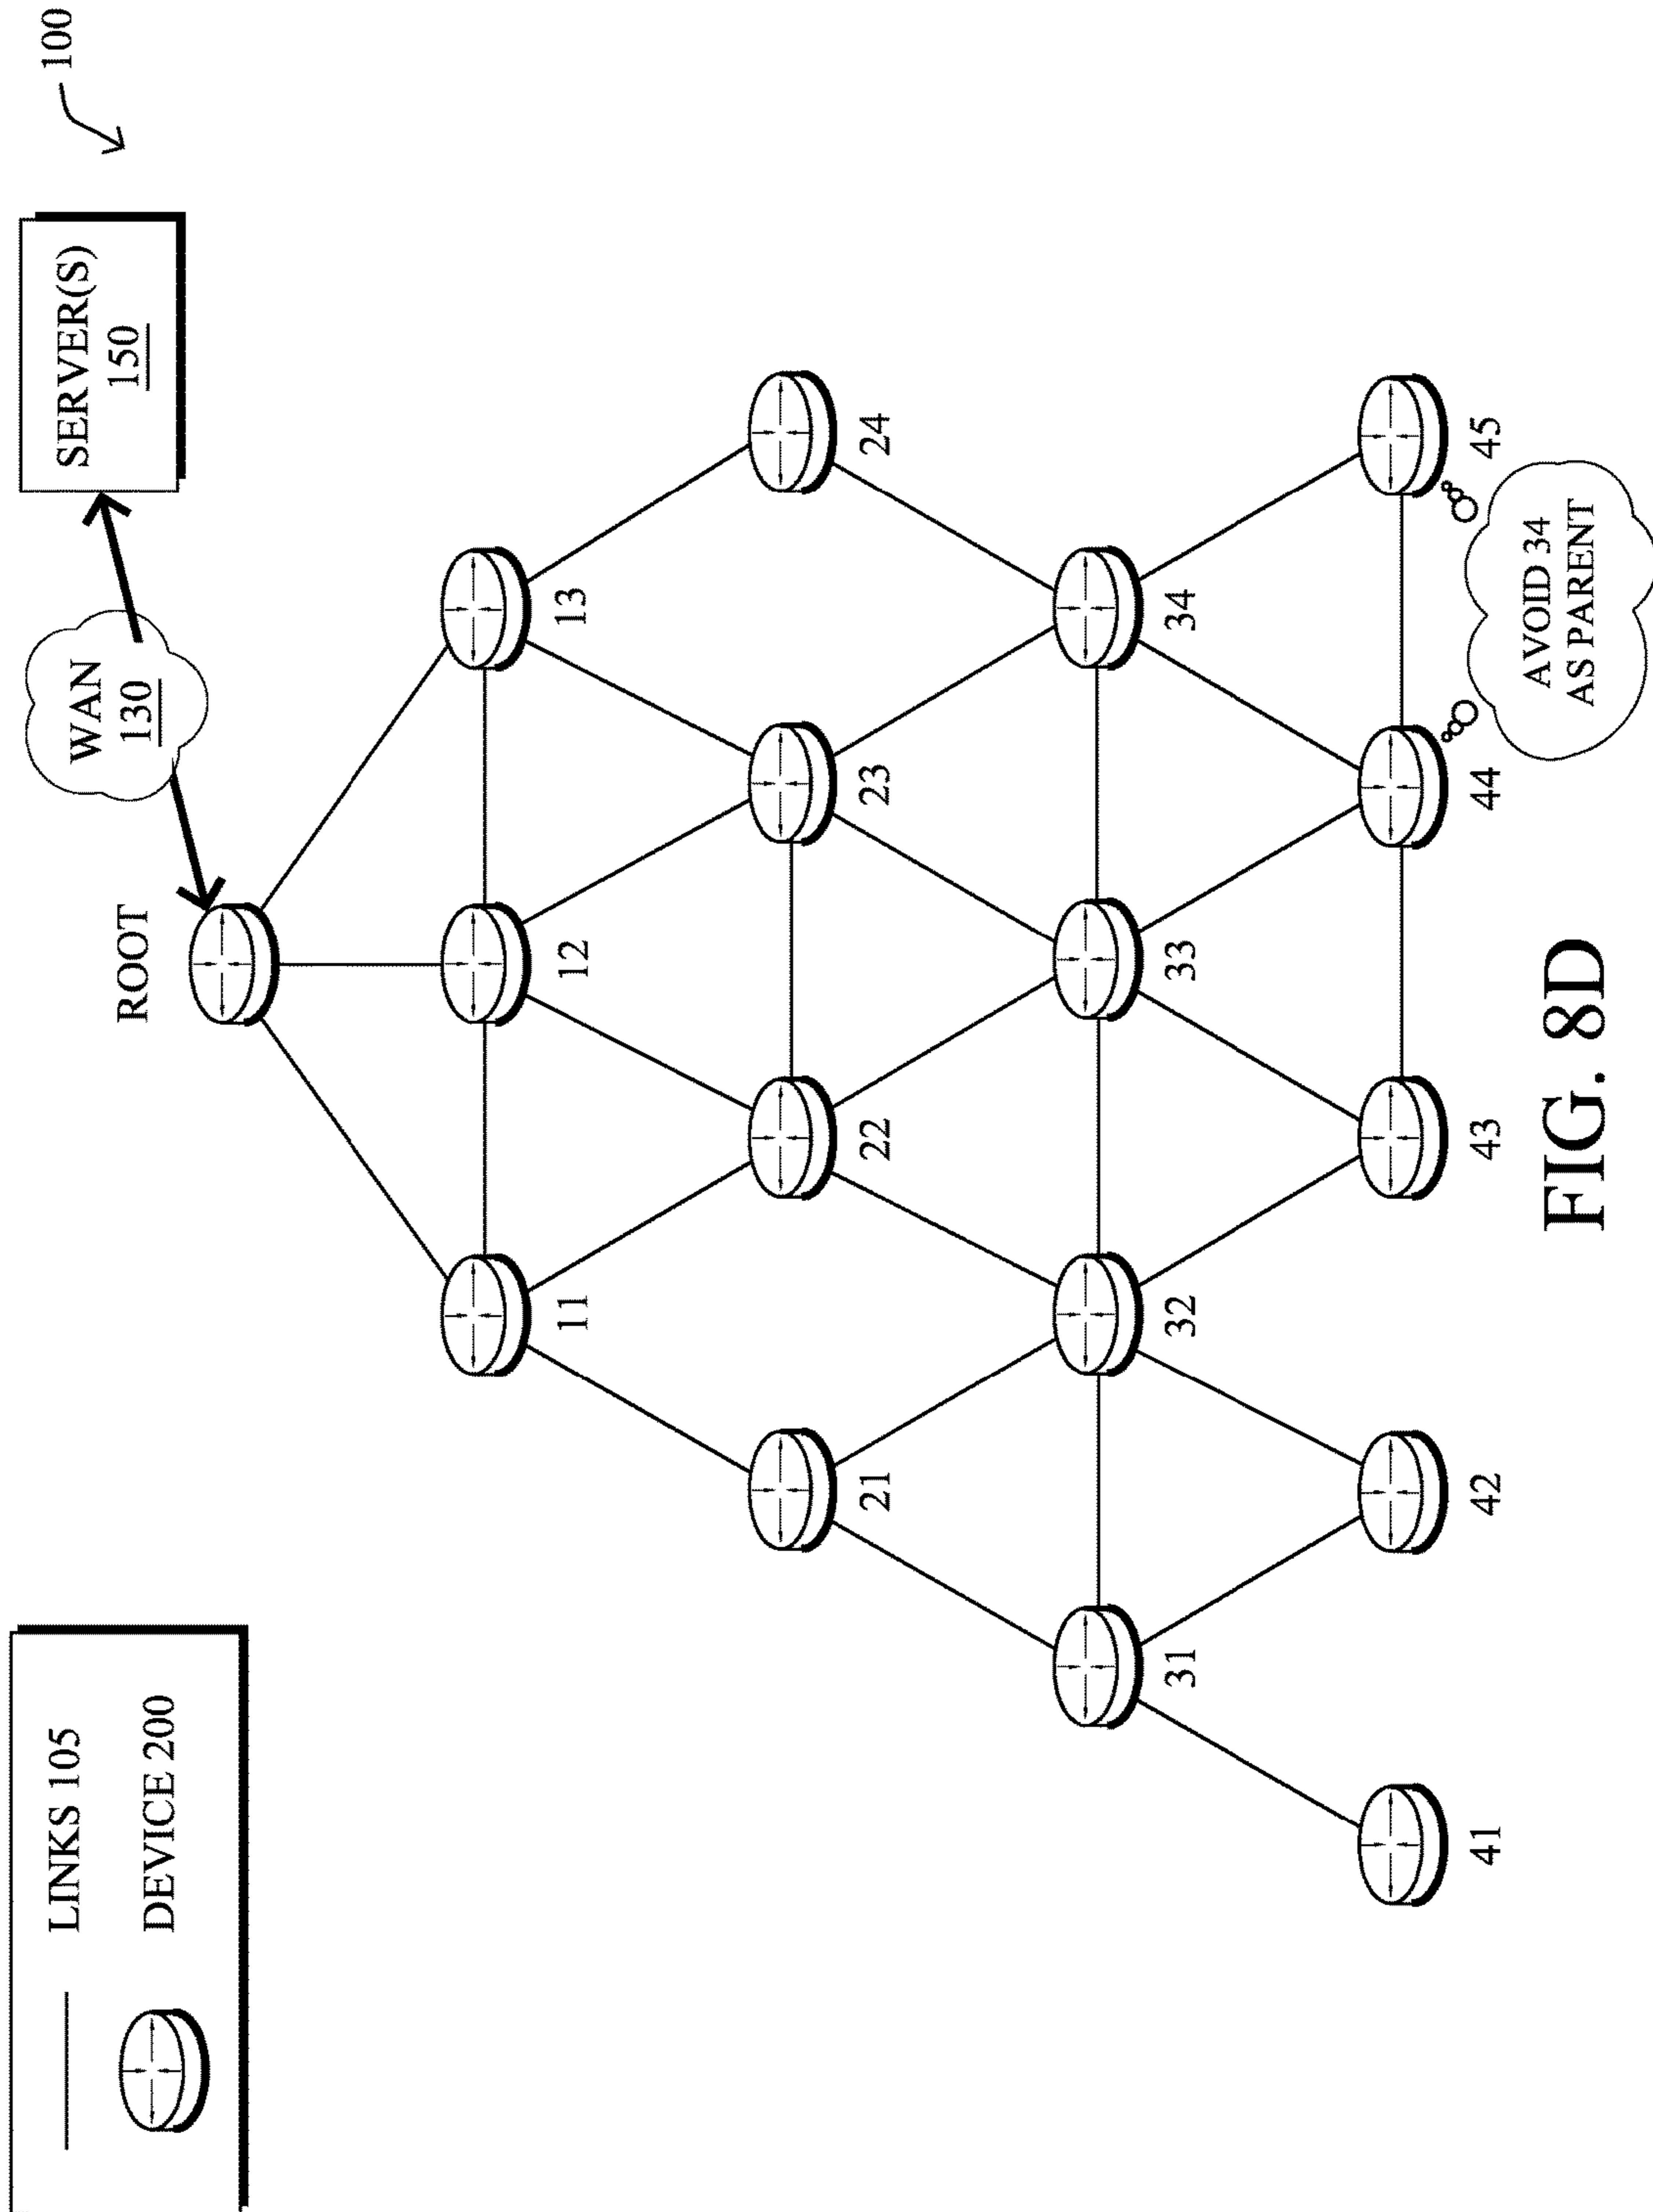 LINKS 105
DEVICE 200
WAN
130
SERVER(S)
150
100
ROOT
11
12
13
21
22
23
24
31
32
33
34
41
42
43
44
45
AVOID 34
AS PARENT
FIG. 8D